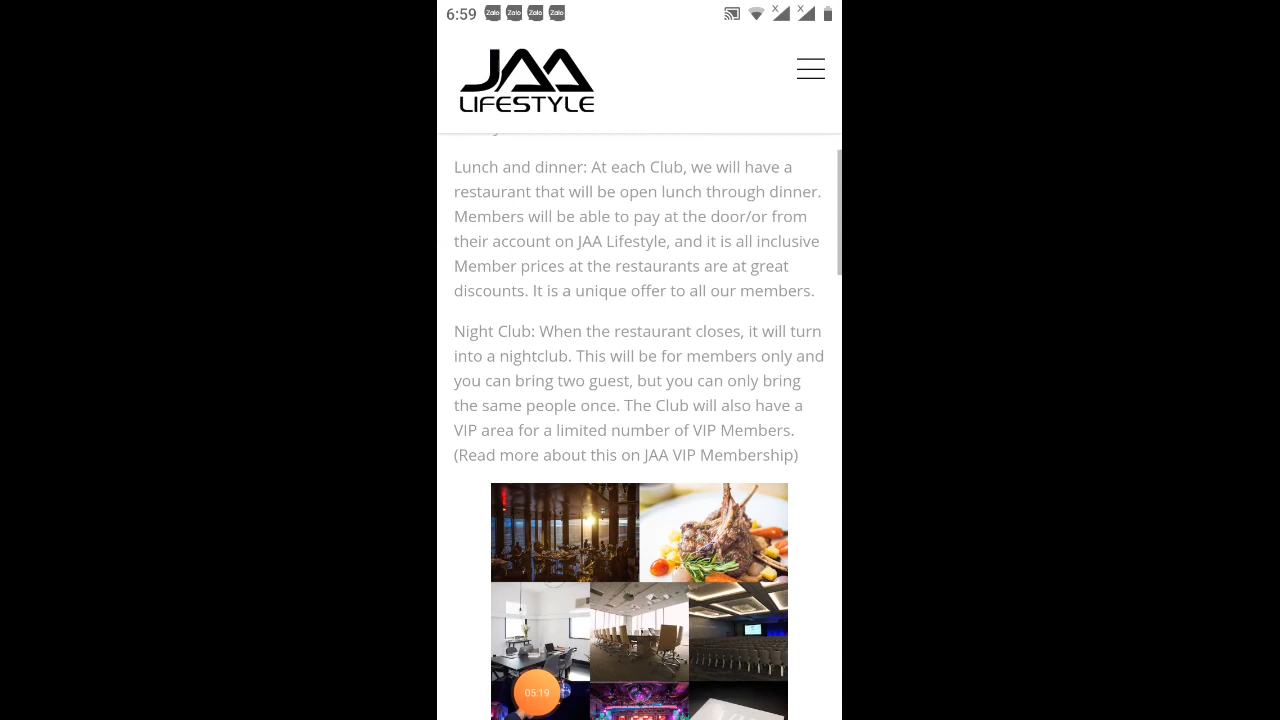 6:59 Zalo Zalo Zalo Zalo
JAA
LIFESTYLE
Lunch and dinner: At each Club, we will have a
restaurant that will be open lunch through dinner.
Members will be able to pay at the door/or from
their account on JAA Lifestyle, and it is all inclusive
Member prices at the restaurants are at great
discounts. It is a unique offer to all our members.
Night Club: When the restaurant closes, it will turn
into a nightclub. This will be for members only and
you can bring two guest, but you can only bring
the same people once. The Club will also have a
VIP area for a limited number of VIP Members.
(Read more about this on JAA VIP Membership)
05:19